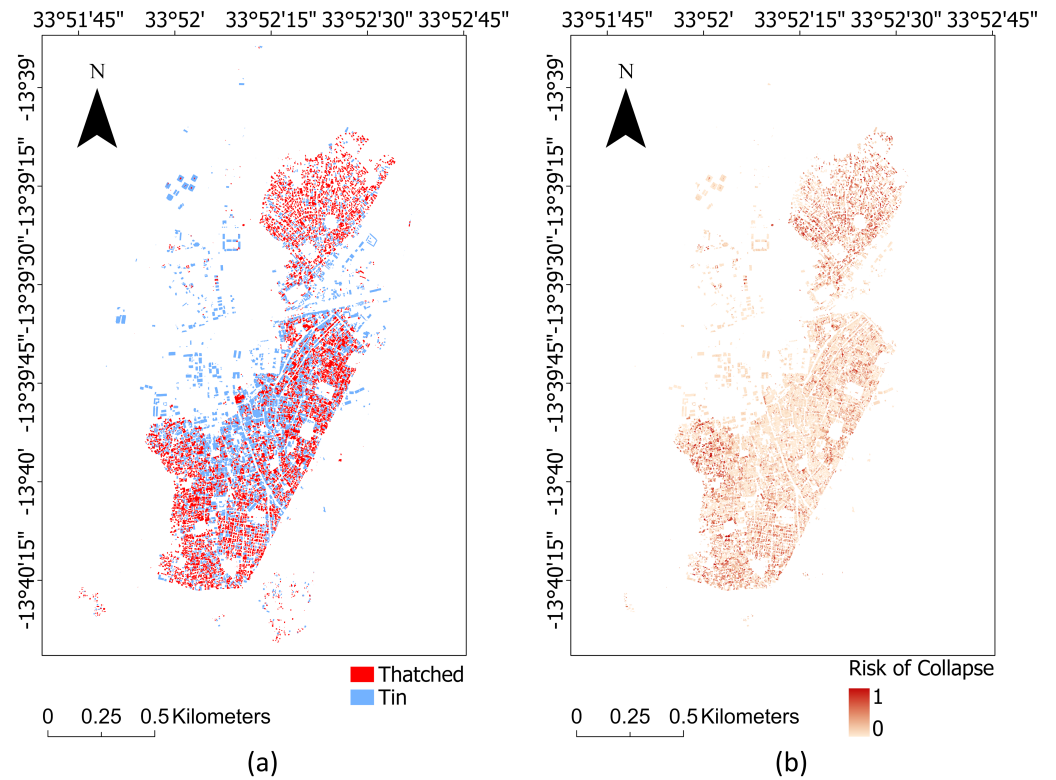 33°51'45" 33°52' 33°52'15" 33°52'30" 33°52'45"
-13°39'
-13°39'15"
-13°39'30"
-13°39'45"
-13°40'
-13°40'15"
N
Thatched
Tin
0 0.25 0.5 Kilometers
(a)
33°51'45" 33°52' 33°52'15" 33°52'30" 33°52'45"
-13°39'
-13°39'15"
-13°39'30"
-13°39'45"
-13°40'
-13°40'15"
N
Risk of Collapse
1
0
0 0.25 0.5 Kilometers
(b)